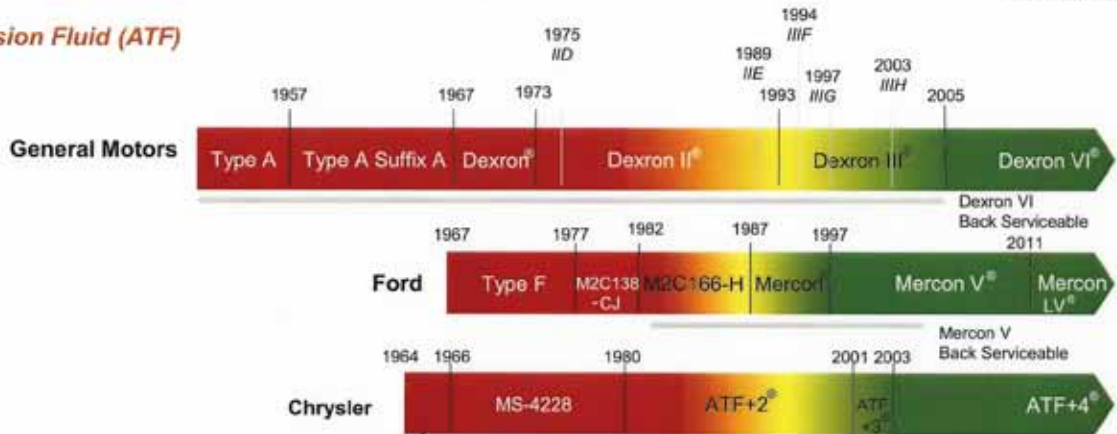 sion Fluid (ATF)
1994
IIIF
1975
IID
1989
IIE
1997
IIIG
2003
IIIH
1957
1967
1973
1993
2005
General Motors
Type A
Type A Suffix A
Dexron®
Dexron II®
Dexron III®
Dexron VI®
Dexron VI
Back Serviceable
1967
1977
1982
1987
1997
2011
Ford
Type F
M2C138
-CJ
M2C166-H
Mercon
Mercon V®
Mercon
LV®
Mercon V
Back Serviceable
1964
1966
1980
2001
2003
Chrysler
MS-4228
ATF+2®
ATF
+3®
ATF+4®